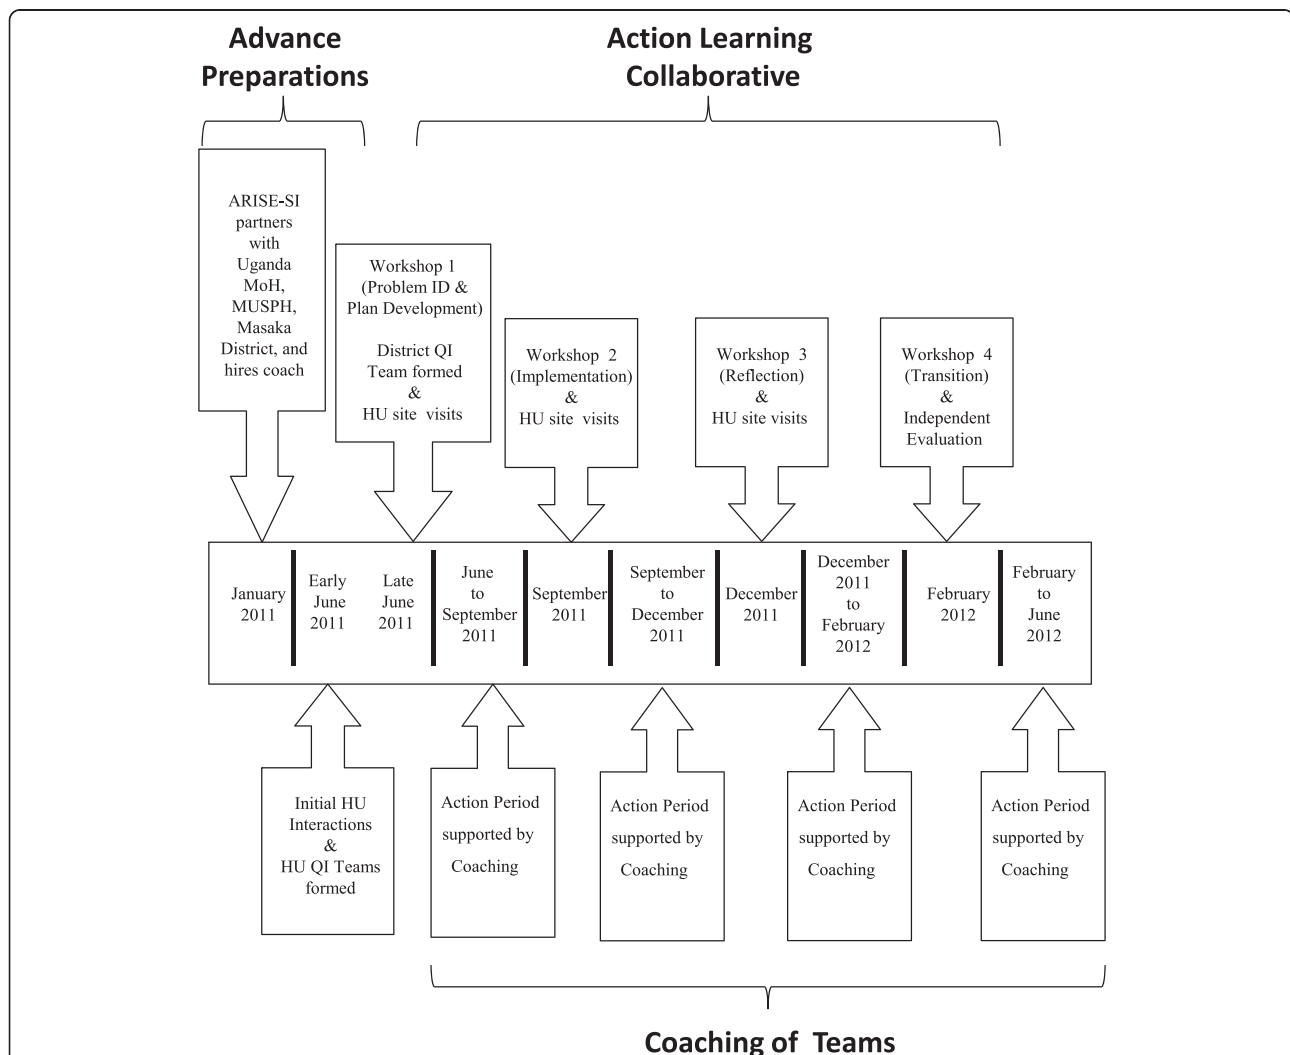 Advance
Preparations
Action Learning
Collaborative
ARISE-SI
partners
with
Uganda
MoH,
MUSPH,
Masaka
District, and
hires coach
Workshop 1
(Problem ID &
Plan Development)
District QI
Team formed
&
HU site visits
Workshop 2
(Implementation)
&
HU site visits
Workshop 3
(Reflection)
&
HU site visits
Workshop 4
(Transition)
&
Independent
Evaluation
January
2011
Early
June
2011
Late
June
2011
June
to
September
2011
September
2011
September
to
December
2011
December
2011
December
2011
to
February
2012
February
2012
February
to
June
2012
Initial HU
Interactions
&
HU QI Teams
formed
Action Period
supported by
Coaching
Action Period
supported by
Coaching
Action Period
supported by
Coaching
Action Period
supported by
Coaching
Coaching of Teams